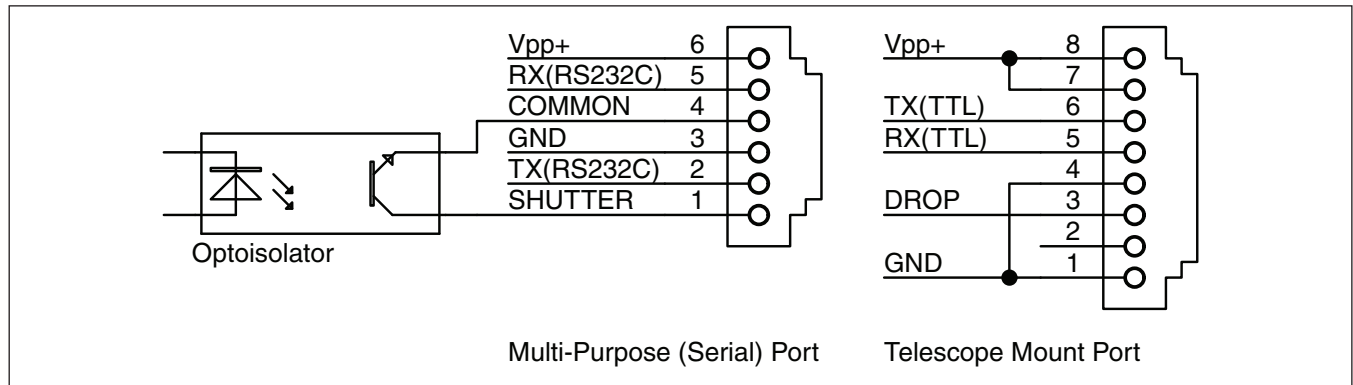 Vpp+ 6
RX(RS232C) 5
COMMON 4
GND 3
TX(RS232C) 2
SHUTTER 1
Optoisolator
Multi-Purpose (Serial) Port
Vpp+ 8
7
TX(TTL) 6
RX(TTL) 5
4
DROP 3
2
GND 1
Telescope Mount Port